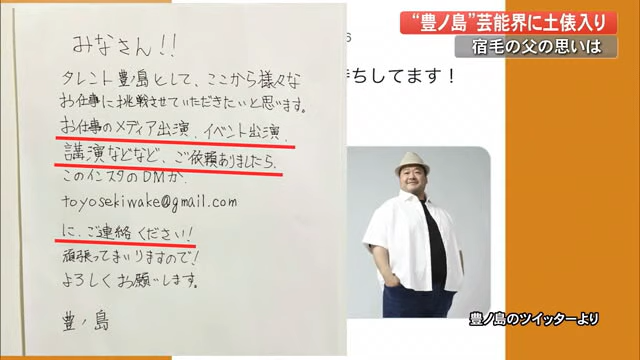 “豊ノ島”芸能界に土俵入り
宿毛の父の思いは
みなさん!!
タレント豊ノ島として、ここから様々な
お仕事に挑戦させていただきたいと思います。
お仕事のメディア出演、イベント出演、
講演などなど、ご依頼ありましたら、
このインスタのDMか、
toyosekiwake@gmail.com
に、ご連絡ください!
頑張ってまいりますので!
よろしくお願いします。
豊ノ島
6
待ちしてます!
豊ノ島のツイッターより